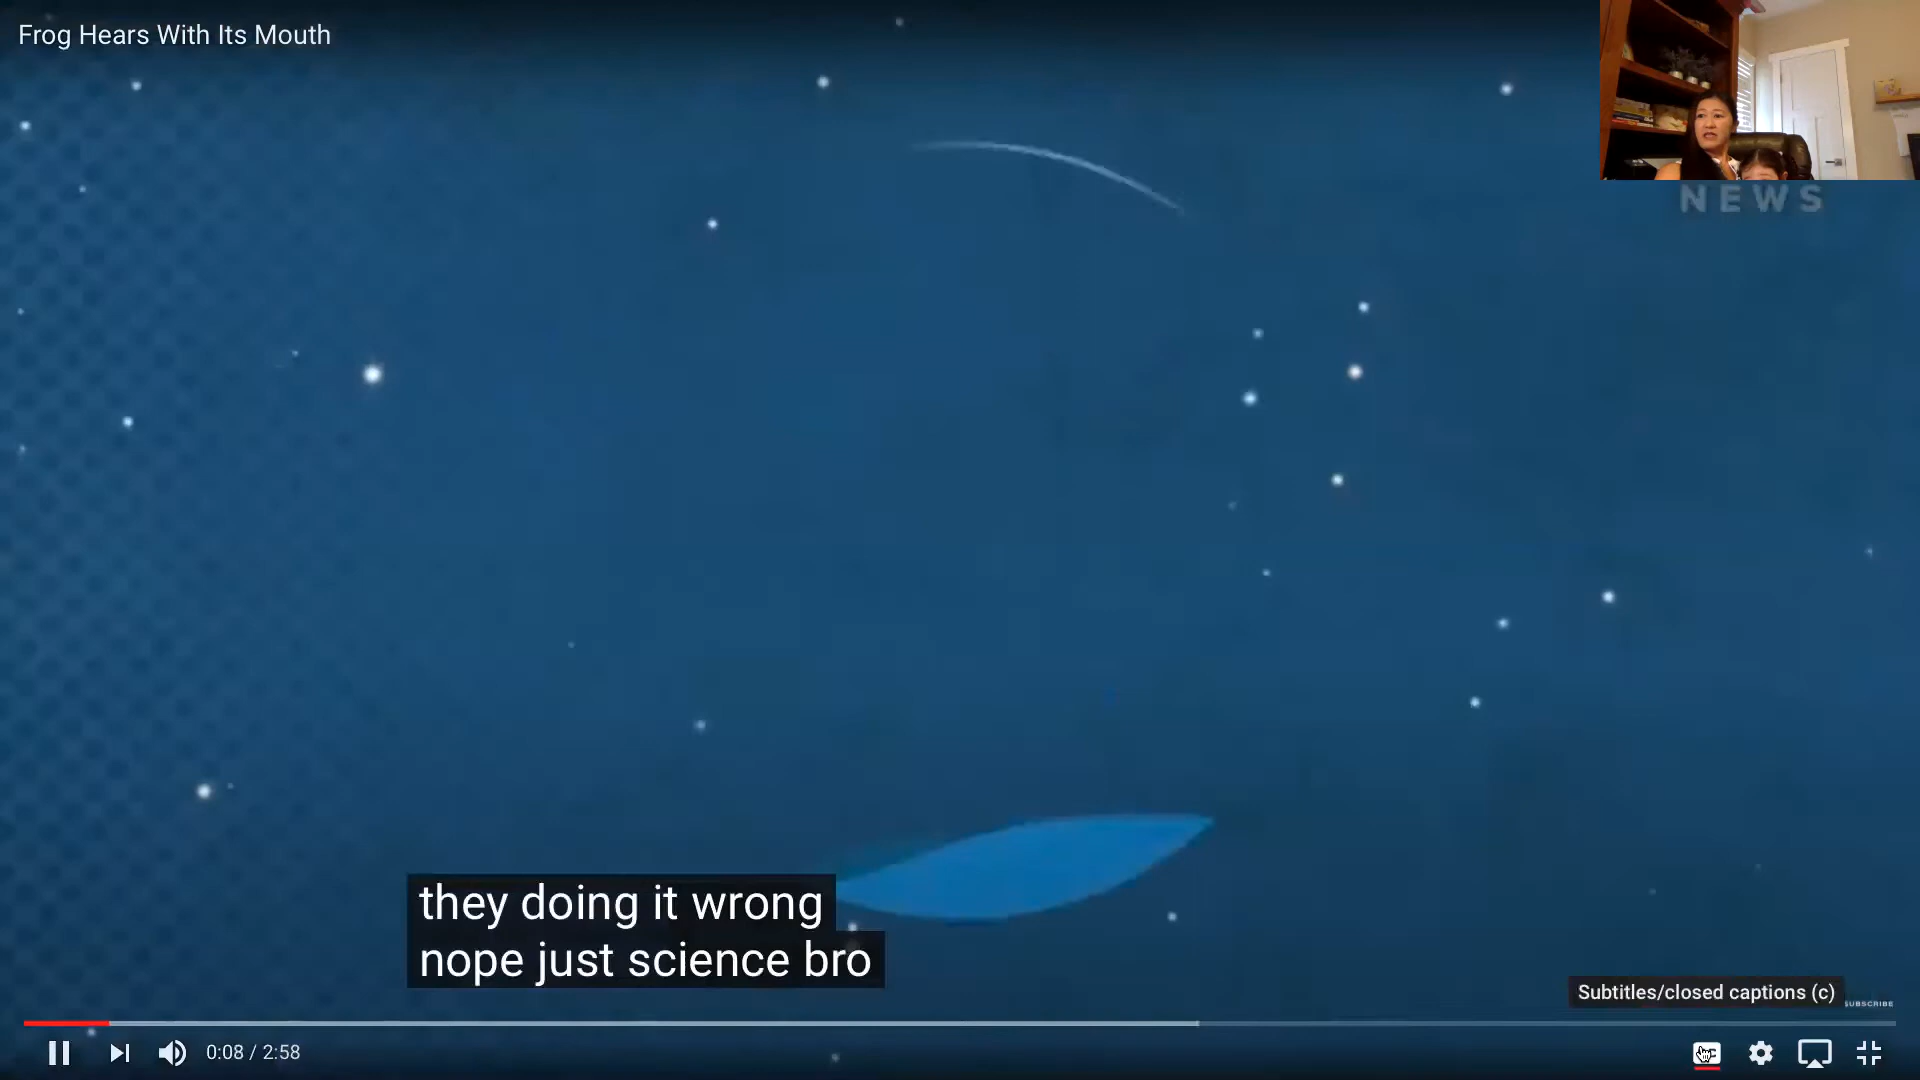 Frog Hears With Its Mouth
NEWS
they doing it wrong
nope just science bro
Subtitles/closed captions (c)
SUBSCRIBE
0:08 / 2:58